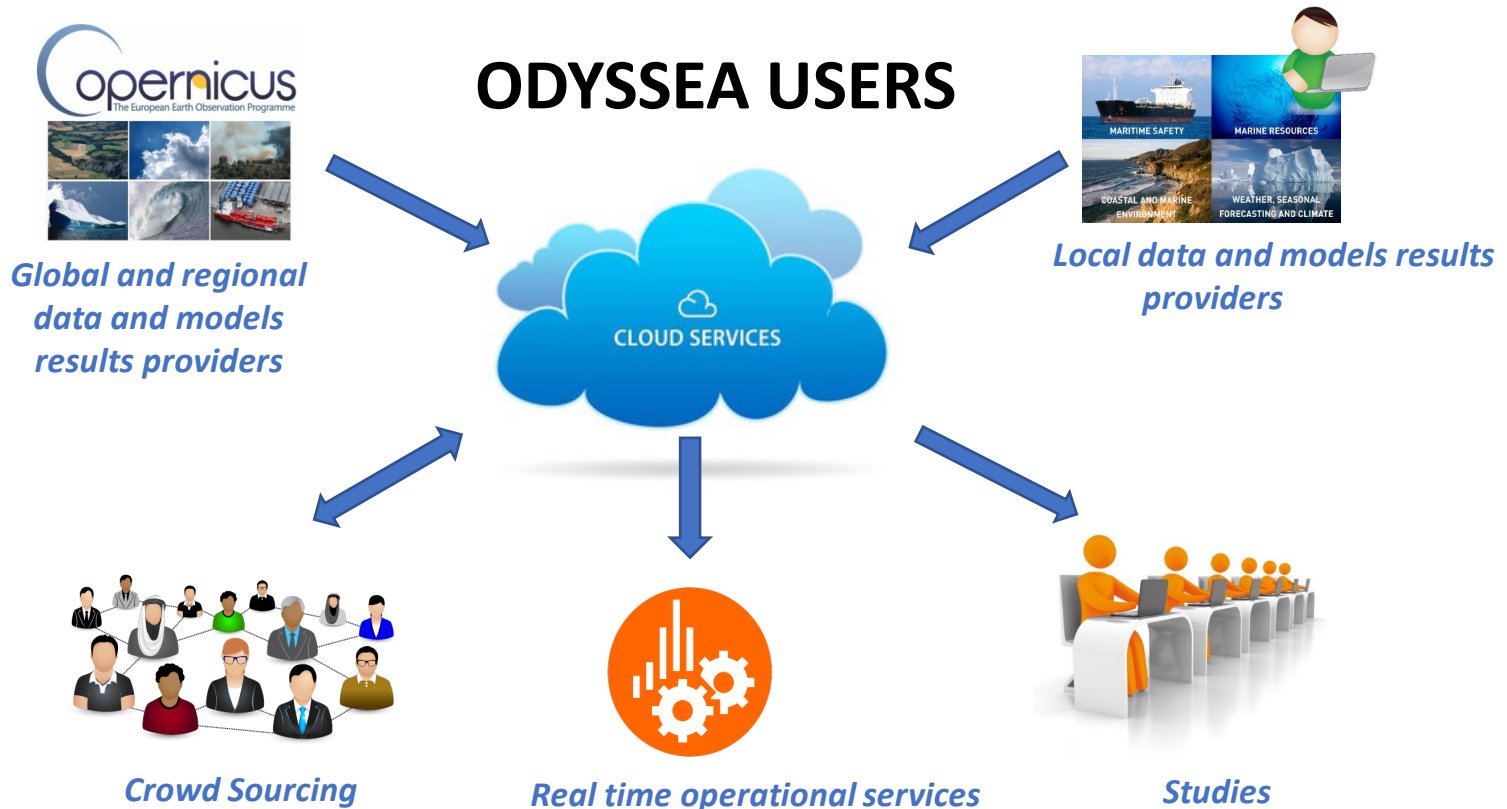 Copernicus
The European Earth Observation Programme
ODYSSEA USERS
MARITIME SAFETY
MARINE RESOURCES
COASTAL AND MARINE
ENVIRONMENT
WEATHER, SEASONAL
FORECASTING AND CLIMATE
Global and regional
data and models
results providers
Local data and models results
providers
CLOUD SERVICES
Crowd Sourcing
Real time operational services
Studies